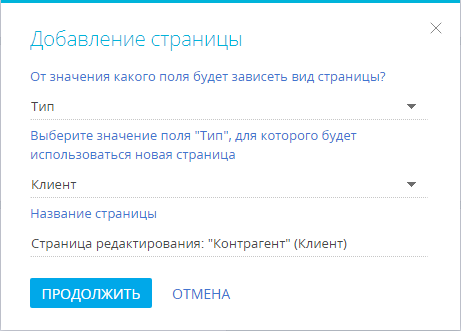 Добавление страницы
От значения какого поля будет зависеть вид страницы?
Тип
Выберите значение поля "Тип", для которого будет
использоваться новая страница
Клиент
Название страницы
Страница редактирования: "Контрагент" (Клиент)
ПРОДОЛЖИТЬ ОТМЕНА